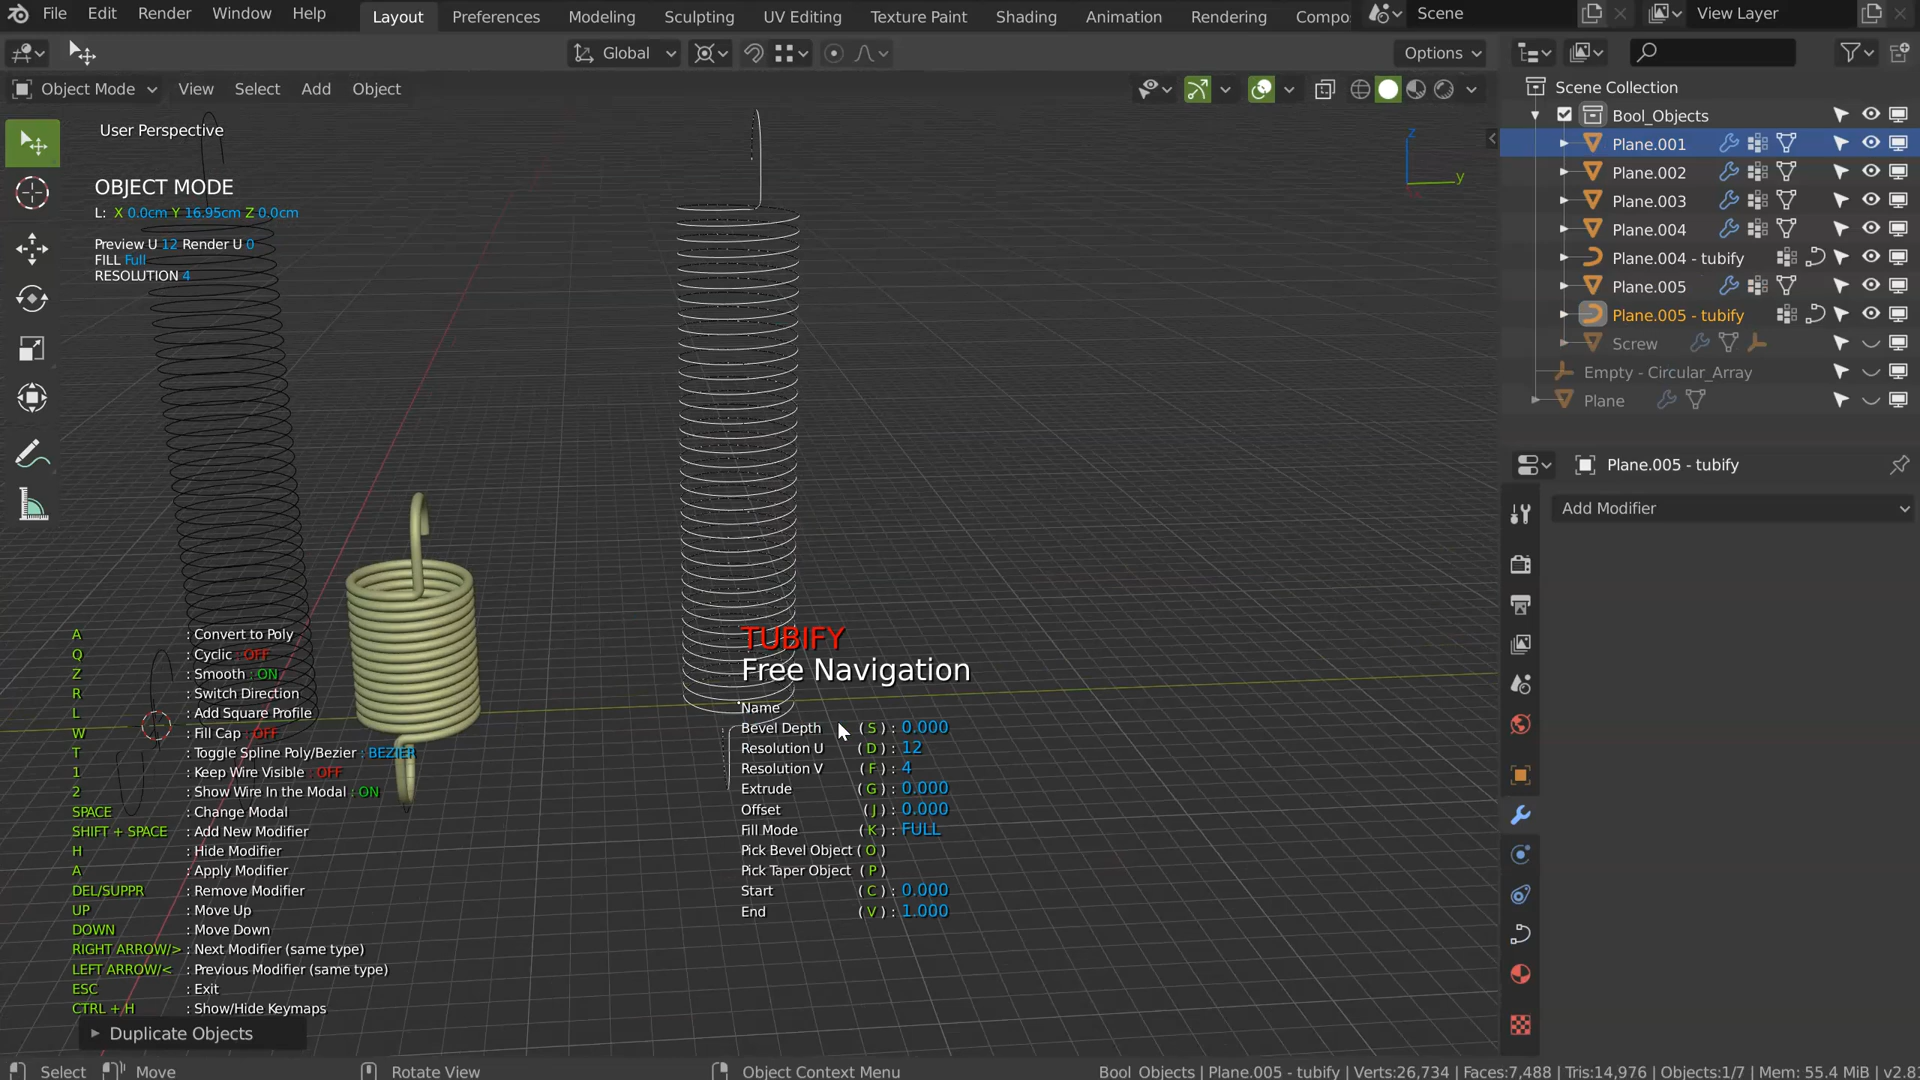 File Edit Render Window Help Layout Preferences Modeling Sculpting UV Editing Texture Paint Shading Animation Rendering Compo Scene View Layer
Global Options
Object Mode View Select Add Object
User Perspective
OBJECT MODE
L: X 0.0cm Y 16.95cm Z 0.0cm
Preview U 12 Render U 0
FILL Full
RESOLUTION 4
z
y
A : Convert to Poly
Q : Cyclic : OFF
Z : Smooth : ON
R : Switch Direction
L : Add Square Profile
W : Fill Cap : OFF
T : Toggle Spline Poly/Bezier : BEZIER
1 : Keep Wire Visible : OFF
2 : Show Wire In the Modal : ON
SPACE : Change Modal
SHIFT + SPACE : Add New Modifier
H : Hide Modifier
A : Apply Modifier
DEL/SUPPR : Remove Modifier
UP : Move Up
DOWN : Move Down
RIGHT ARROW/> : Next Modifier (same type)
LEFT ARROW/< : Previous Modifier (same type)
ESC : Exit
CTRL + H : Show/Hide Keymaps
Duplicate Objects
TUBIFY
Free Navigation
Name
Bevel Depth ( S ) : 0.000
Resolution U ( D ) : 12
Resolution V ( F ) : 4
Extrude ( G ) : 0.000
Offset ( J ) : 0.000
Fill Mode ( K ) : FULL
Pick Bevel Object ( O )
Pick Taper Object ( P )
Start ( C ) : 0.000
End ( V ) : 1.000
Scene Collection
Bool_Objects
Plane.001
Plane.002
Plane.003
Plane.004
Plane.004 - tubify
Plane.005
Plane.005 - tubify
Screw
Empty - Circular_Array
Plane
Plane.005 - tubify
Add Modifier
Select Move Rotate View Object Context Menu Bool_Objects | Plane.005 - tubify | Verts:26,734 | Faces:7,488 | Tris:14,976 | Objects:1/7 | Mem: 55.4 MiB | v2.8